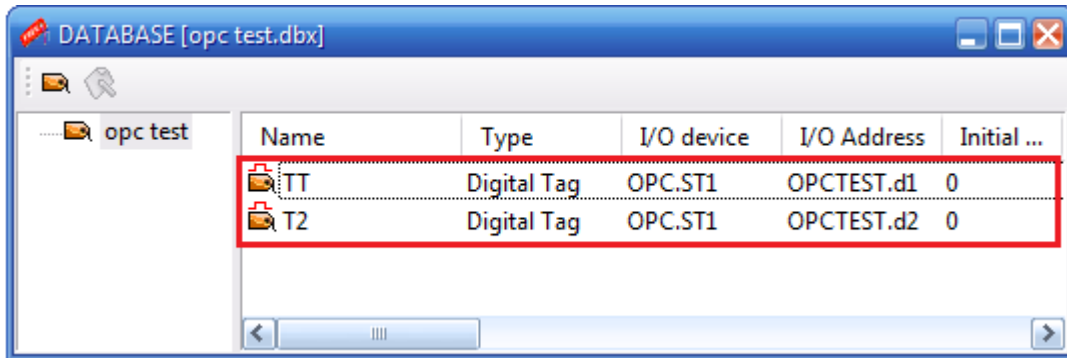 DATABASE [opc test.dbx]
opc test
Name Type I/O device I/O Address Initial ...
TT Digital Tag OPC.ST1 OPCTEST.d1 0
T2 Digital Tag OPC.ST1 OPCTEST.d2 0